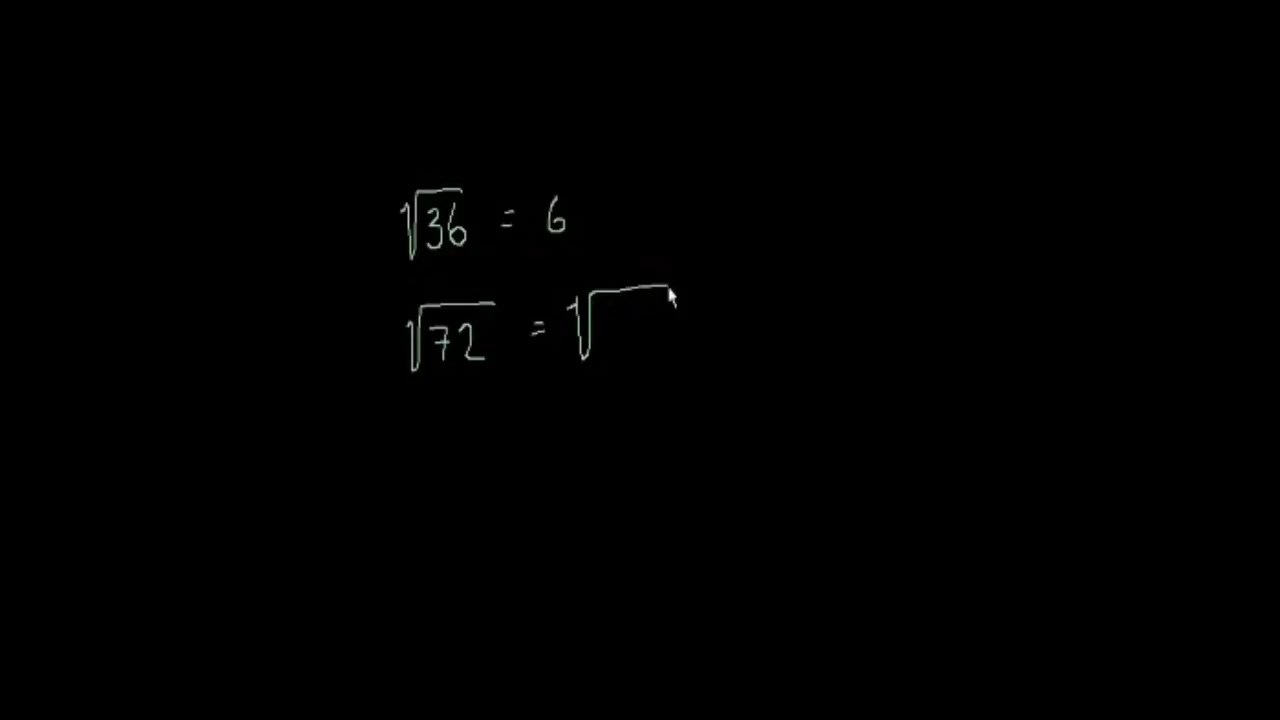 √36 = 6
√72 = √